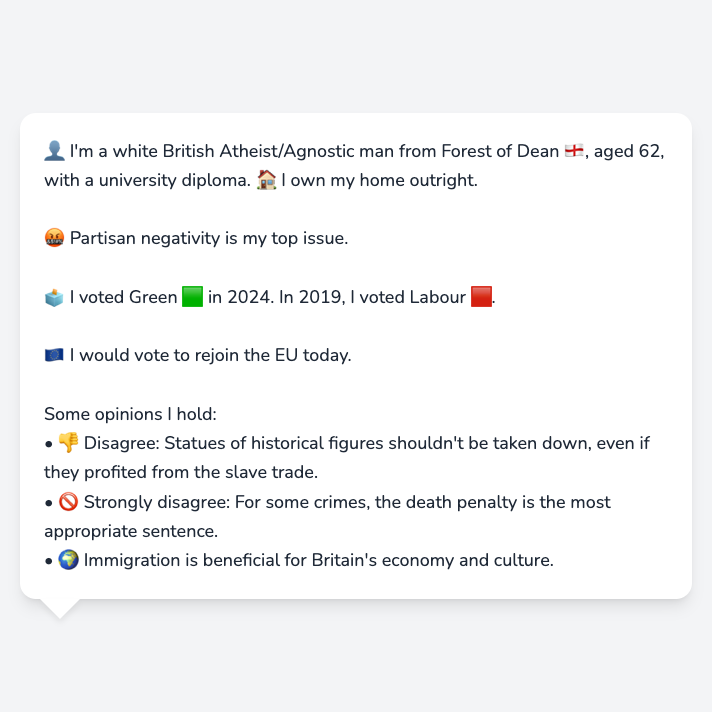 👤 I'm a white British Atheist/Agnostic man from Forest of Dean 🏴󠁧󠁢󠁥󠁮󠁧󠁿, aged 62,
with a university diploma. 🏠 I own my home outright.
🤬 Partisan negativity is my top issue.
🗳️ I voted Green 🟩 in 2024. In 2019, I voted Labour 🟥.
🇪🇺 I would vote to rejoin the EU today.
Some opinions I hold:
• 👎 Disagree: Statues of historical figures shouldn't be taken down, even if
they profited from the slave trade.
• 🚫 Strongly disagree: For some crimes, the death penalty is the most
appropriate sentence.
• 🌍 Immigration is beneficial for Britain's economy and culture.